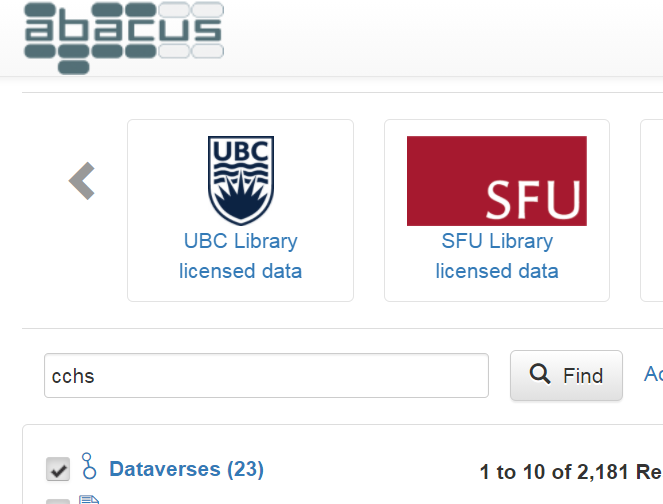 abacus
UBC
UBC Library
licensed data
SFU
SFU Library
licensed data
cchs
Find
Dataverses (23)
1 to 10 of 2,181 Re